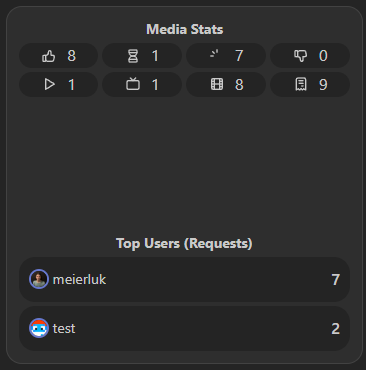 Media Stats
8 1 7 0
1 1 8 9
Top Users (Requests)
meierluk 7
test 2